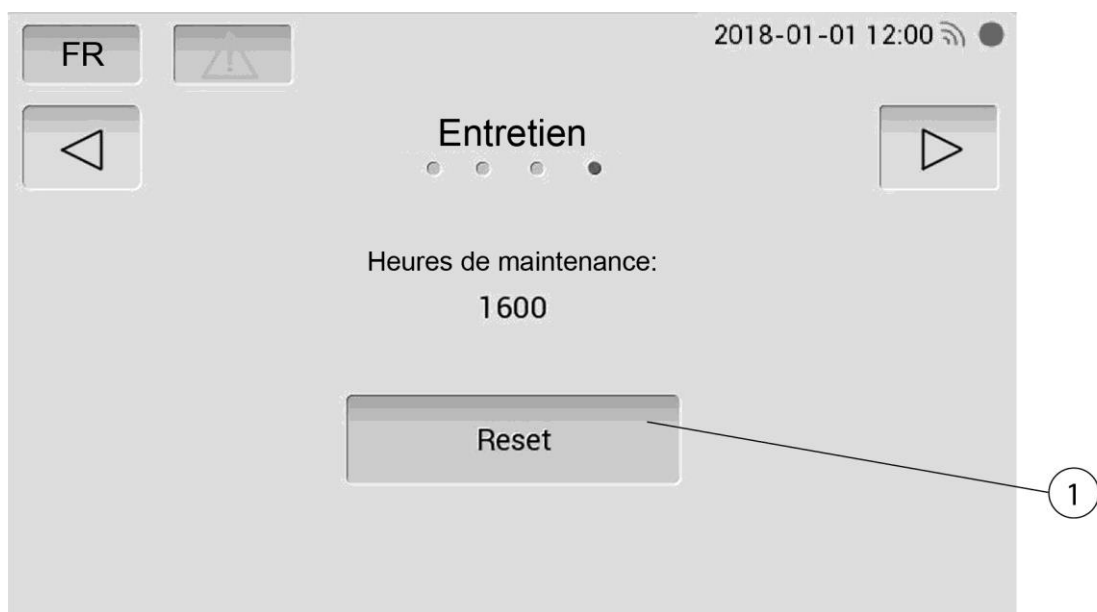 FR
2018-01-01 12:00
Entretien
Heures de maintenance:
1600
Reset
1